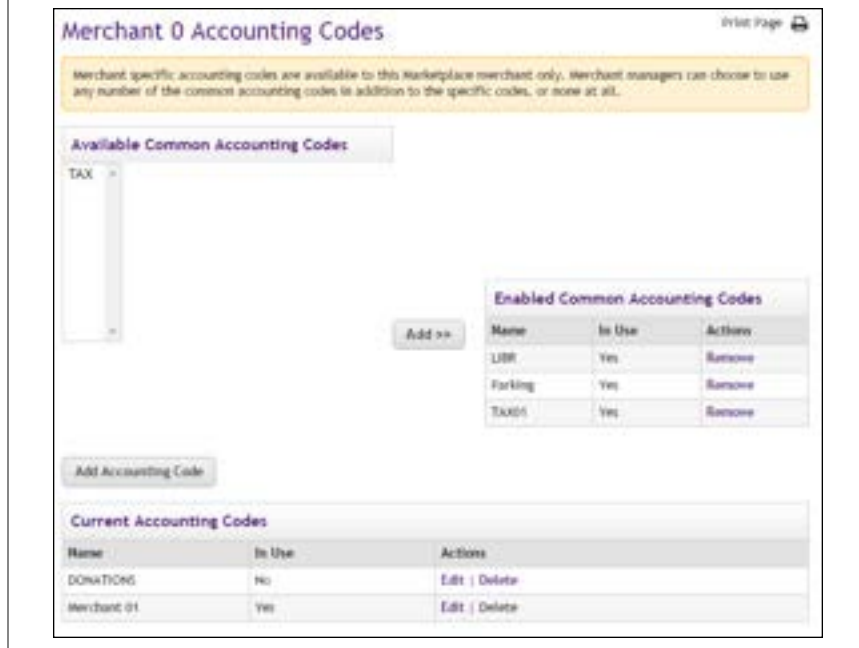 Merchant 0 Accounting Codes
Print Page
Merchant specific accounting codes are available to this Marketplace merchant only. Merchant managers can choose to use
any number of the common accounting codes in addition to the specific codes, or none at all.
Available Common Accounting Codes
TAX
Enabled Common Accounting Codes
Add >>
Name In Use Actions
LIBR Yes Remove
Parking Yes Remove
TAX01 Yes Remove
Add Accounting Code
Current Accounting Codes
Name In Use Actions
DONATIONS No Edit | Delete
Merchant 01 Yes Edit | Delete